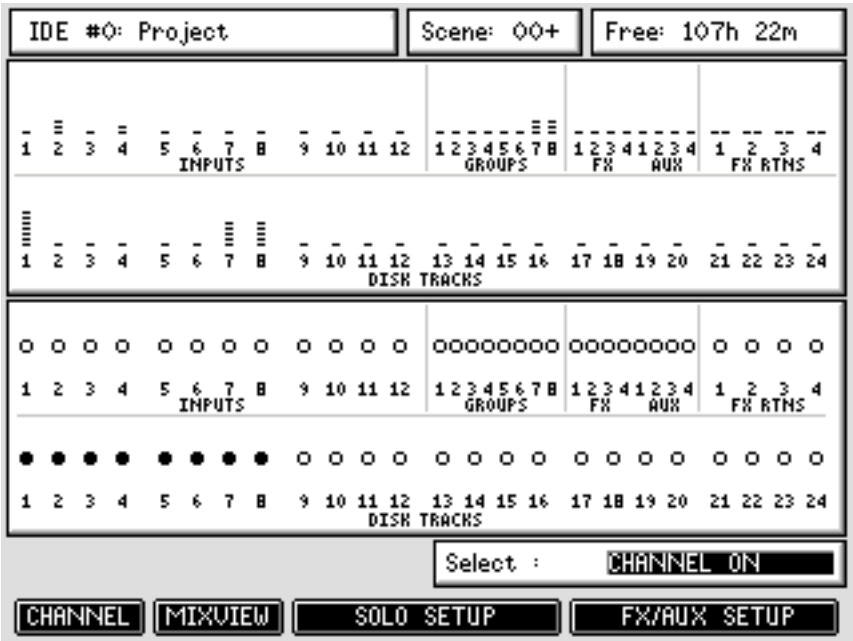 IDE #0: Project Scene: 00+ Free: 107h 22m
1 2 3 4 5 6 7 8 9 10 11 12 1 2 3 4 5 6 7 8 1 2 3 4 1 2 3 4 1 2 3 4
INPUTS GROUPS FX AUX FX RTNS
1 2 3 4 5 6 7 8 9 10 11 12 13 14 15 16 17 18 19 20 21 22 23 24
DISK TRACKS
1 2 3 4 5 6 7 8 9 10 11 12 1 2 3 4 5 6 7 8 1 2 3 4 1 2 3 4 1 2 3 4
INPUTS GROUPS FX AUX FX RTNS
1 2 3 4 5 6 7 8 9 10 11 12 13 14 15 16 17 18 19 20 21 22 23 24
DISK TRACKS
Select : CHANNEL ON
CHANNEL MIXVIEW SOLO SETUP FX/AUX SETUP